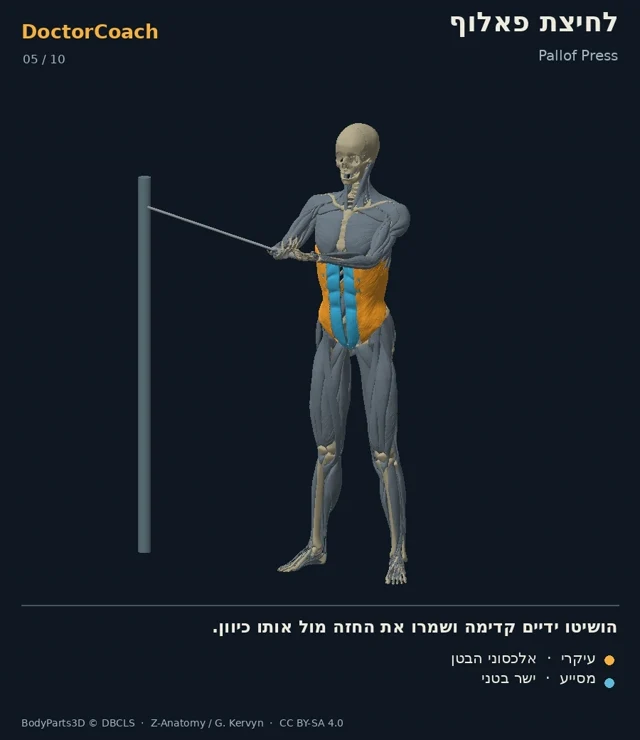 DoctorCoach
לחיצת פאלוף
05 / 10
Pallof Press
הושיטו ידיים קדימה ושמרו את החזה מול אותו כיוון.
עיקרי · אלכסוני הבטן
מסייע · ישר בטני
BodyParts3D © DBCLS · Z-Anatomy / G. Kervyn · CC BY-SA 4.0